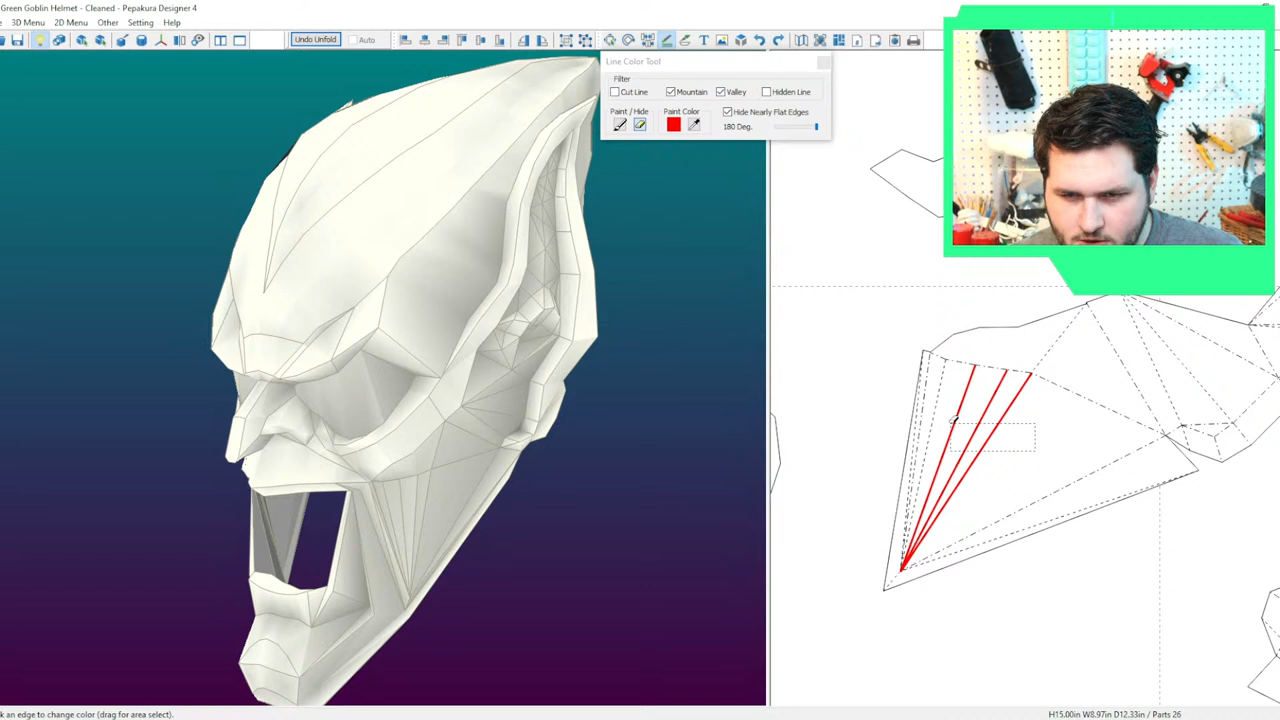 Green Goblin Helmet - Cleaned - Pepakura Designer 4
3D Menu 2D Menu Other Setting Help
Undo Unfold
Auto
Line Color Tool
Filter
Cut Line Mountain Valley Hidden Line
Paint / Hide Paint Color Hide Nearly Flat Edges
180 Deg.
k an edge to change color (drag for area select).
H15.00in W8.97in D12.33in / Parts 26